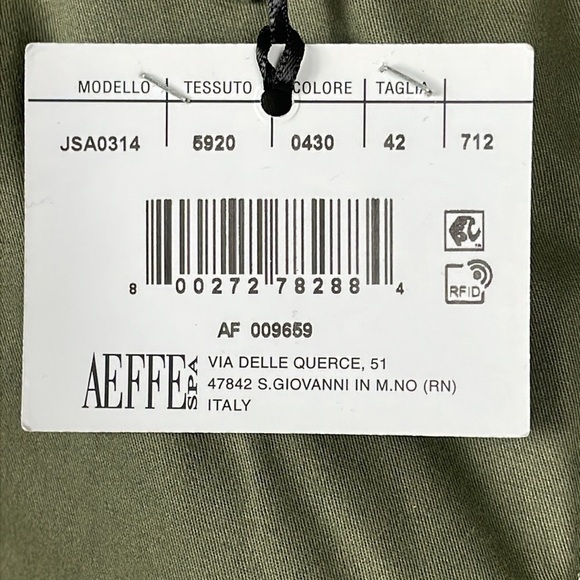 MODELLO TESSUTO COLORE TAGLIA
JSA0314 5920 0430 42 712
8 00272 78288 4
RFID
AF 009659
AEFFE SPA
VIA DELLE QUERCE, 51
47842 S.GIOVANNI IN M.NO (RN)
ITALY